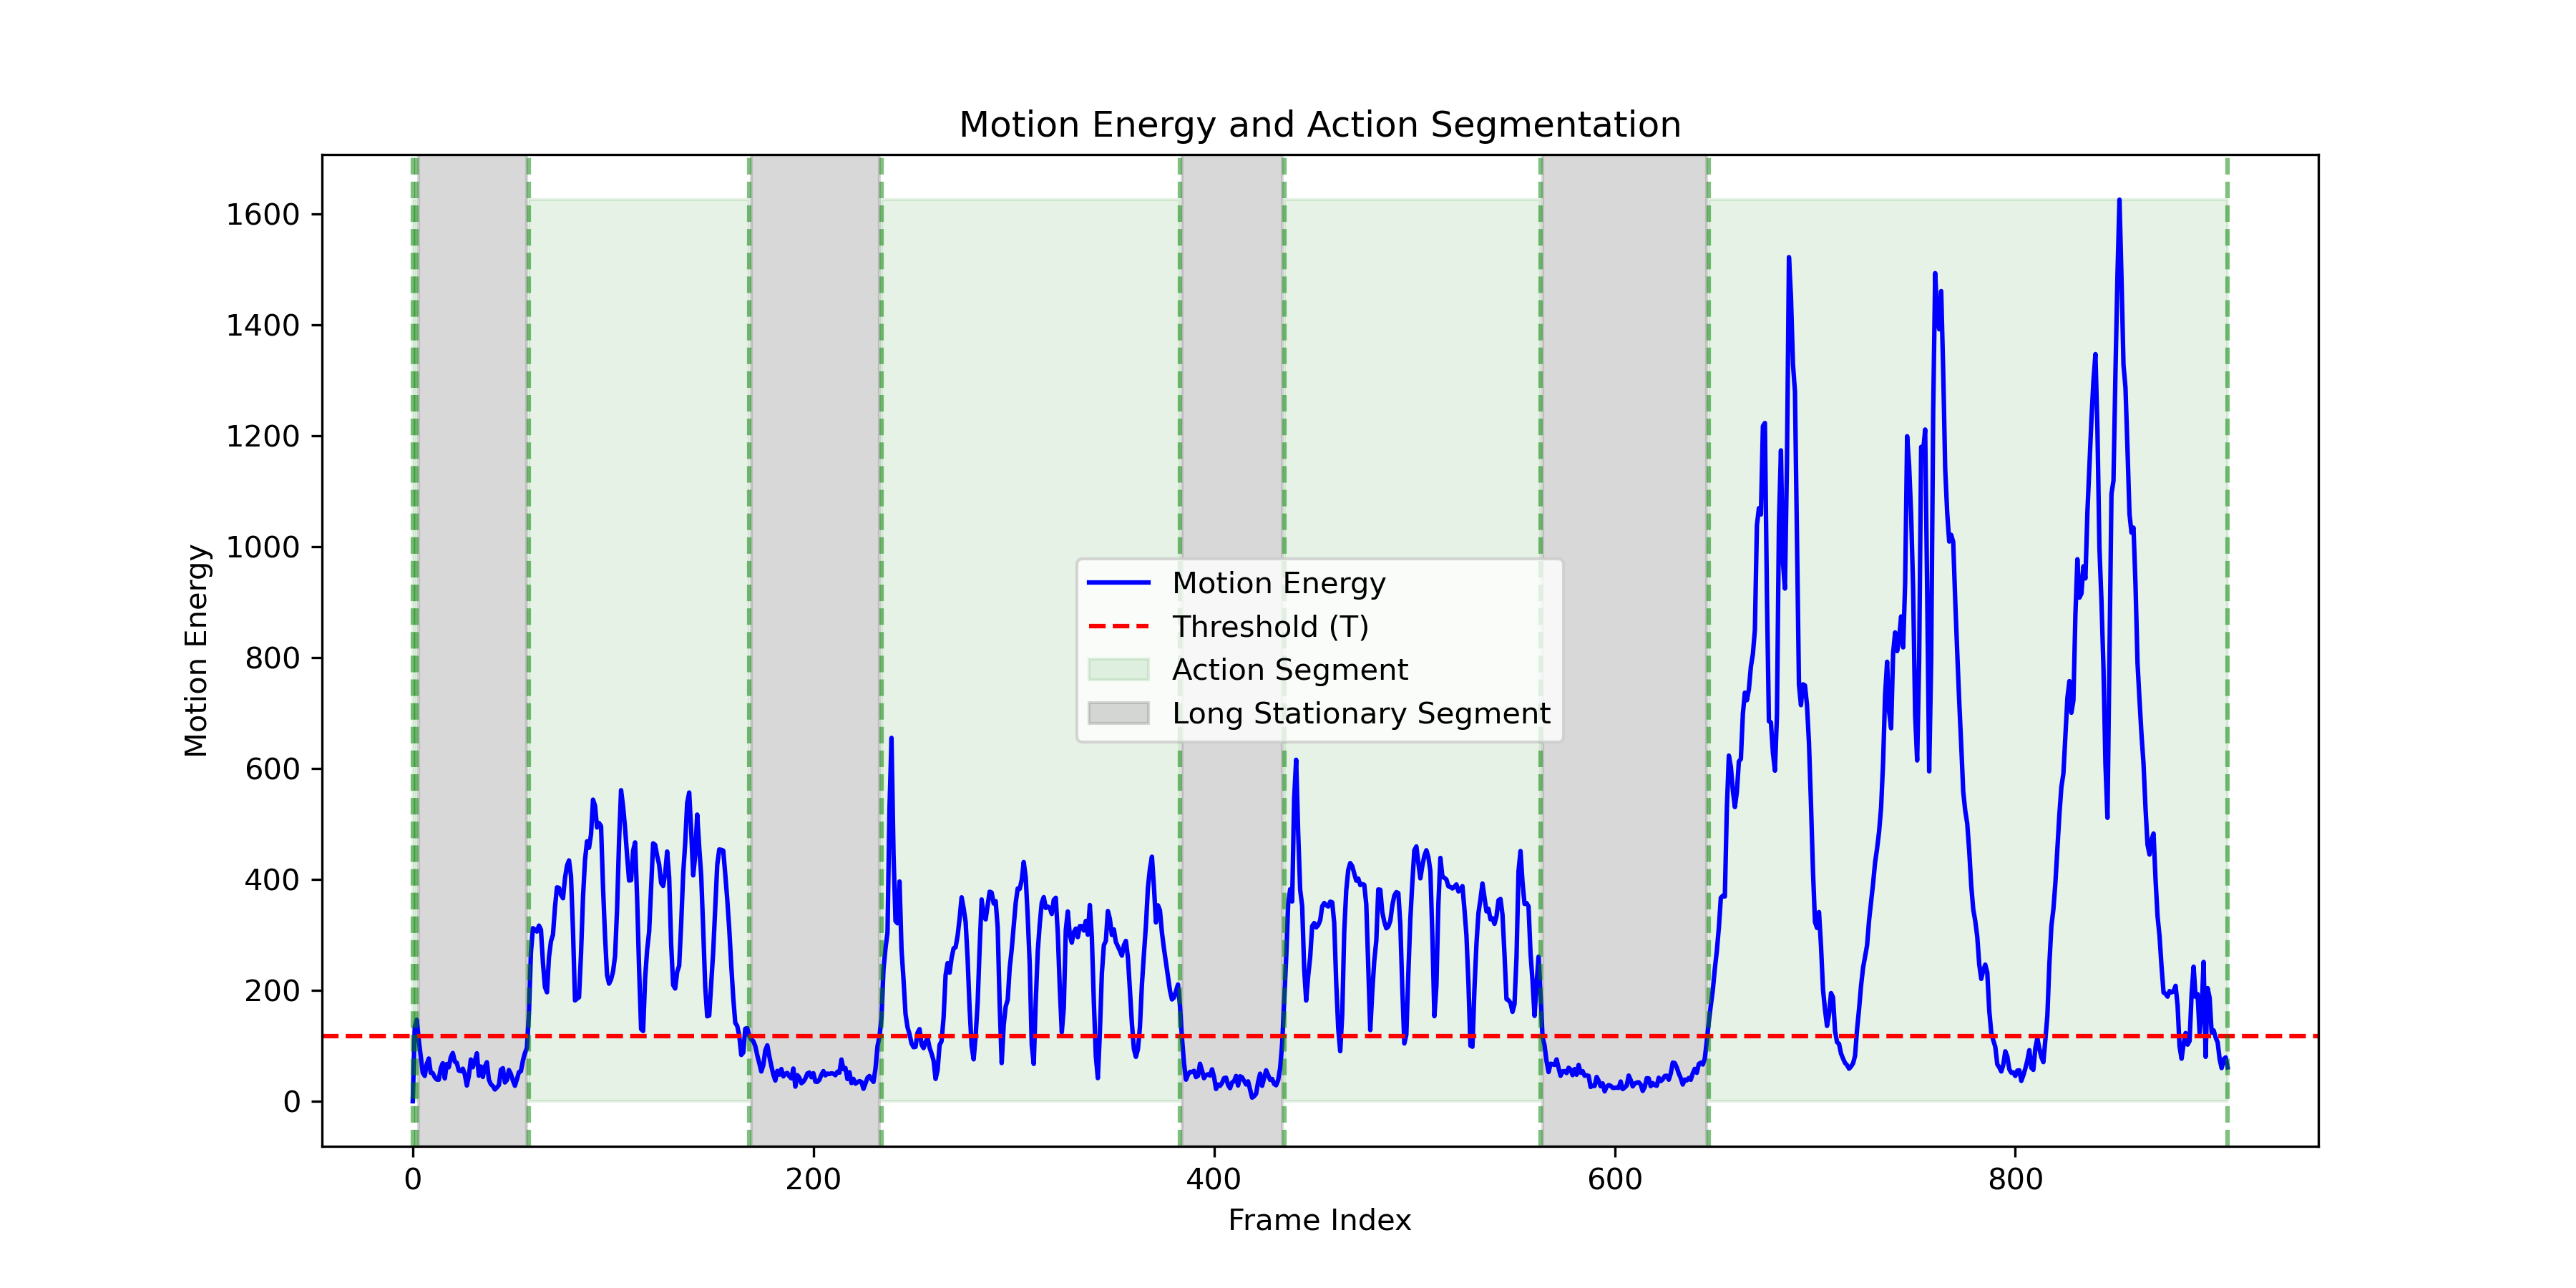 Motion Energy and Action Segmentation
1600
1400
1200
1000
800
600
400
200
0
Motion Energy
Motion Energy
Threshold (T)
Action Segment
Long Stationary Segment
0 200 400 600 800
Frame Index